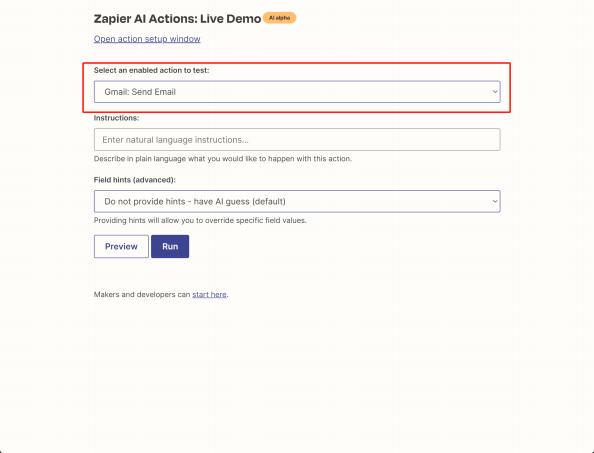 Zapier AI Actions: Live Demo AI alpha
Open action setup window
Select an enabled action to test:
Gmail: Send Email
Instructions:
Enter natural language instructions...
Describe in plain language what you would like to happen with this action.
Field hints (advanced):
Do not provide hints - have AI guess (default)
Providing hints will allow you to override specific field values.
Preview Run
Makers and developers can start here.